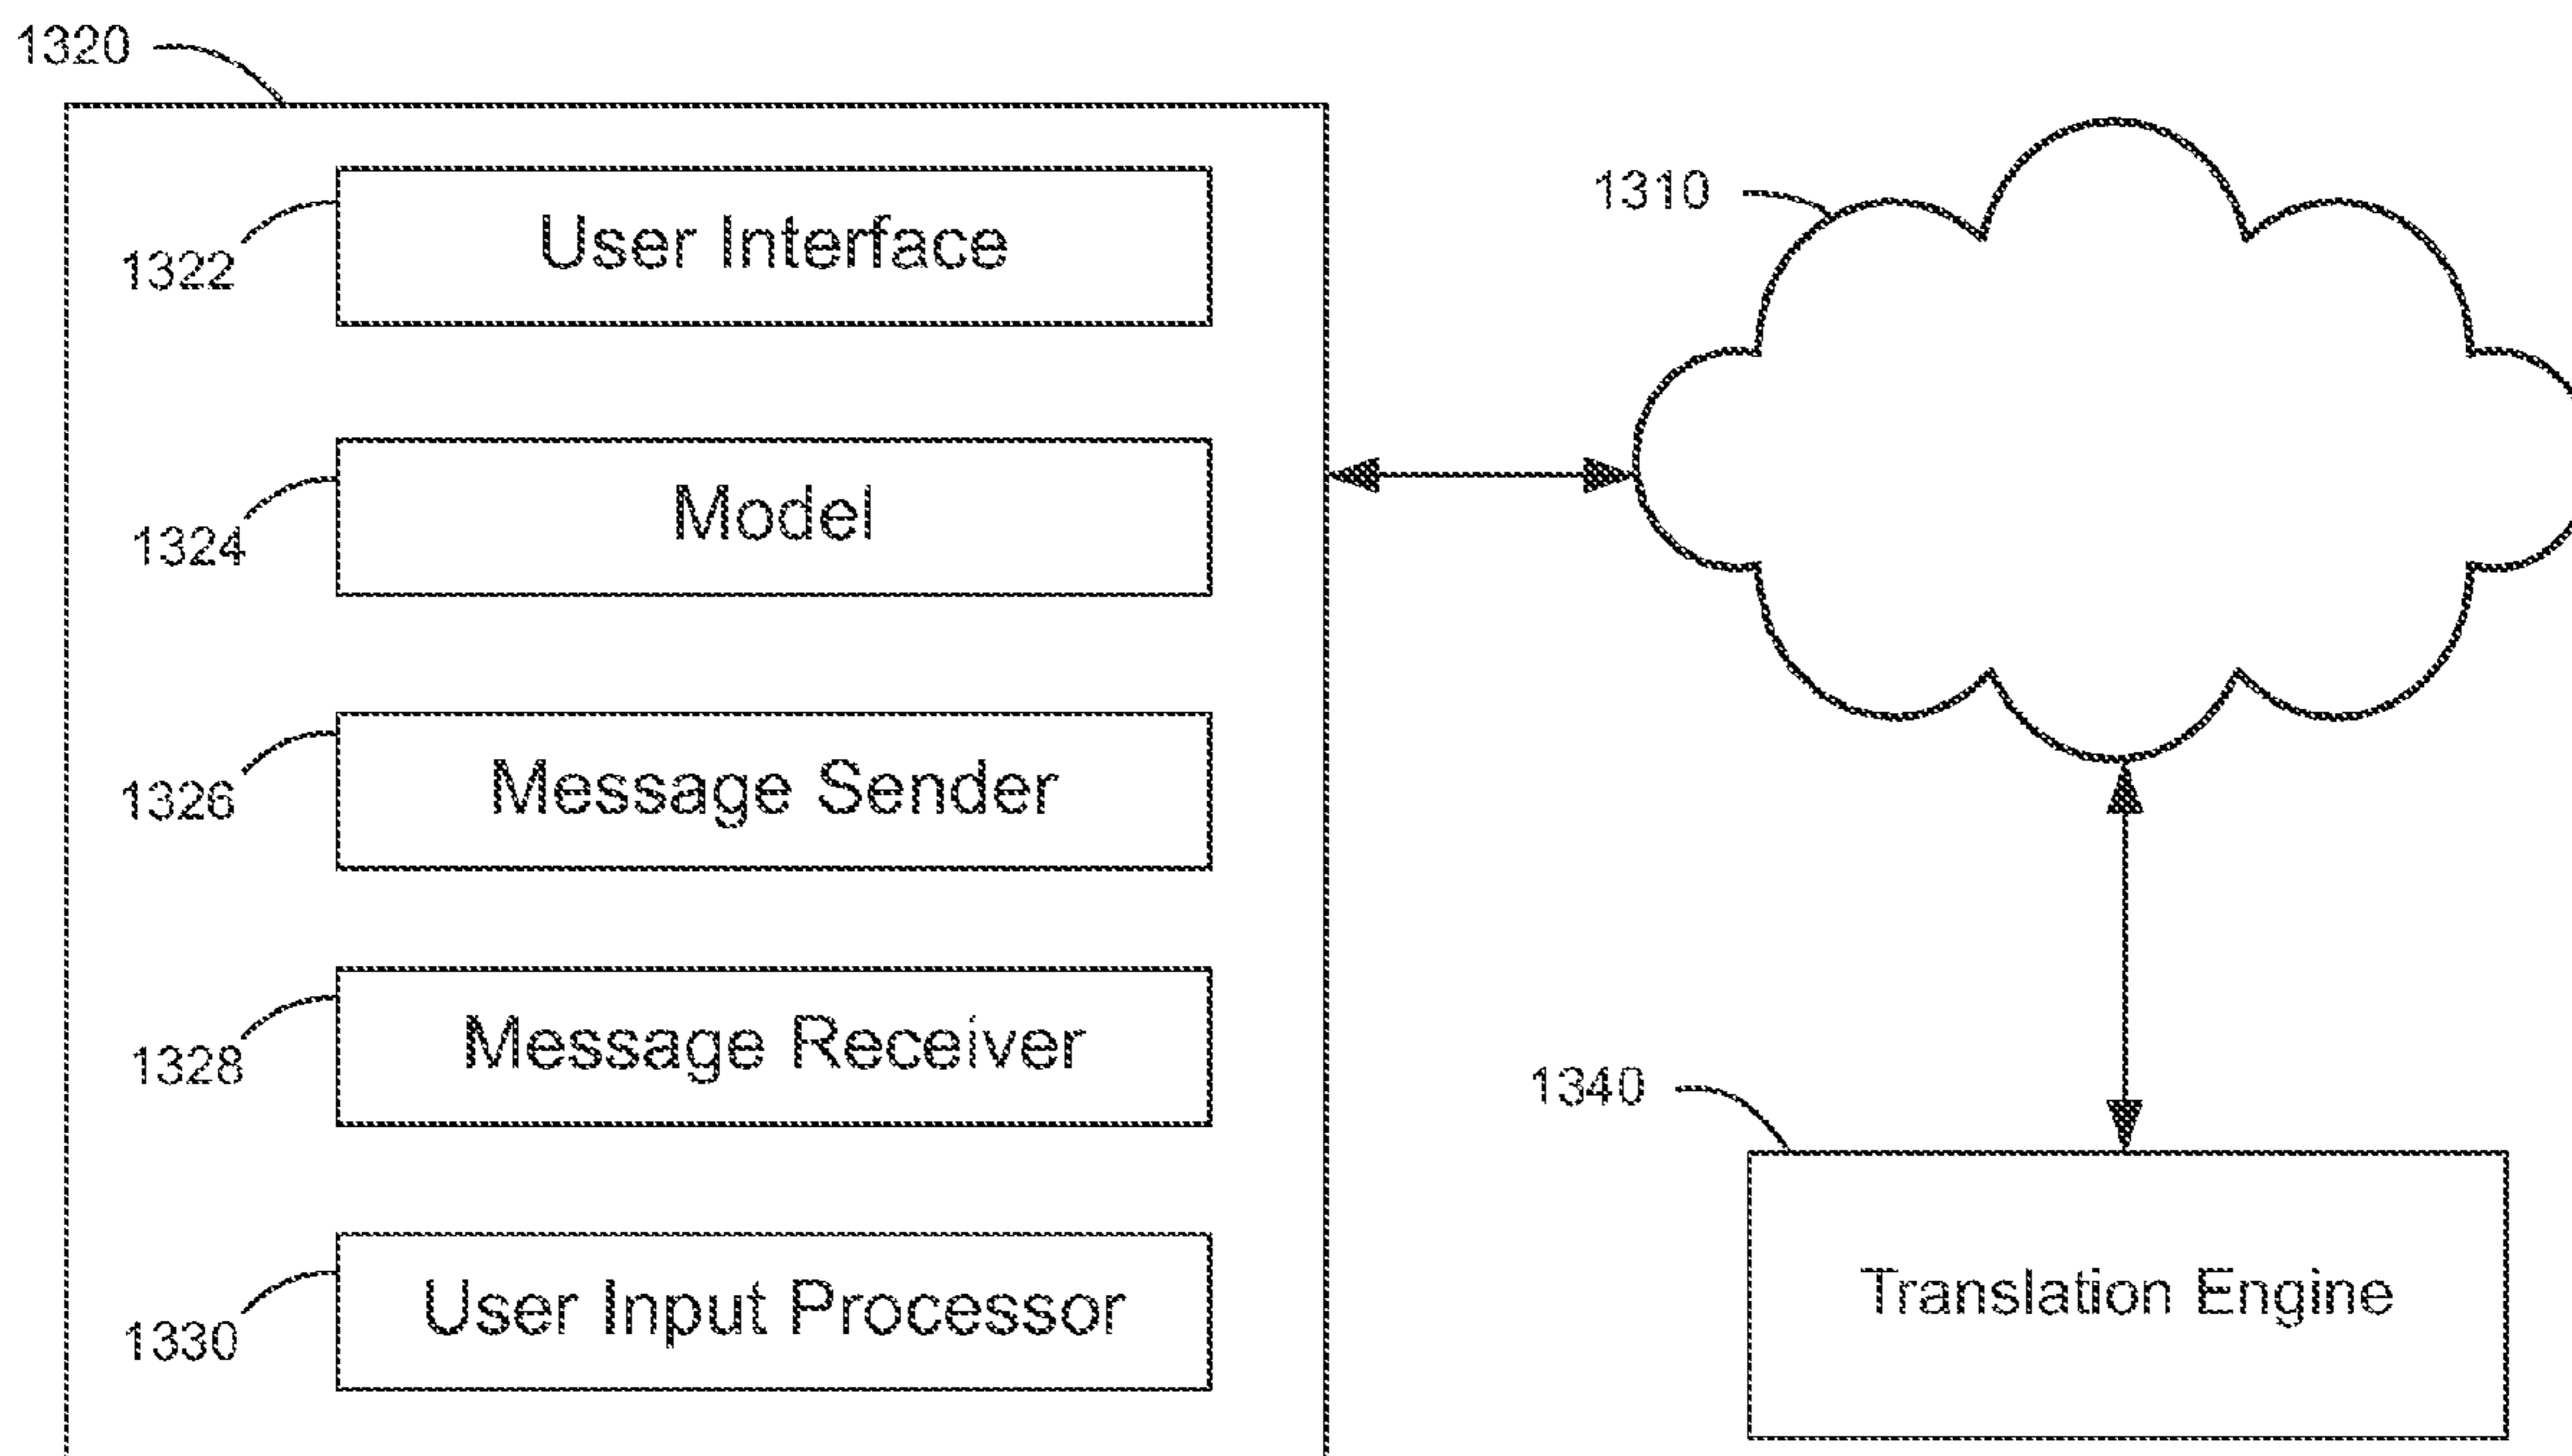 1320
1310
User Interface
1322
Model
1324
Message Sender
1326
Message Receiver
1328
1340
Translation Engine
User Input Processor
1330